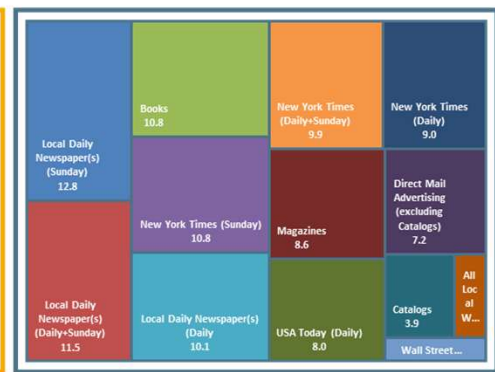 Local Daily
Newspaper(s)
(Sunday)
12.8
Local Daily
Newspaper(s)
(Daily+Sunday)
11.5
Books
10.8
New York Times (Sunday)
10.8
Local Daily Newspaper(s)
(Daily
10.1
New York Times
(Daily+Sunday)
9.9
Magazines
8.6
USA Today (Daily)
8.0
New York Times
(Daily)
9.0
Direct Mail
Advertising
(excluding
Catalogs)
7.2
Catalogs
3.9
All
Loc
al
W...
Wall Street...